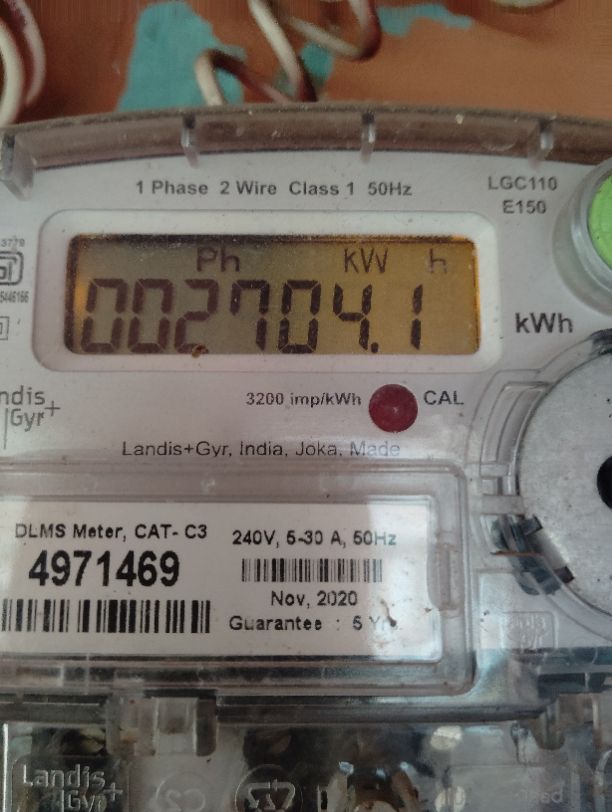 1 Phase 2 Wire Class 1 50Hz
LGC110
E150
Ph kW h
002704.1
kWh
3200 imp/kWh
CAL
ndis
Gyr+
Landis+Gyr, India, Joka, Made
DLMS Meter, CAT- C3
4971469
240V, 5-30 A, 50Hz
Nov, 2020
Guarantee : 5 Yr
Landis+
Gyr